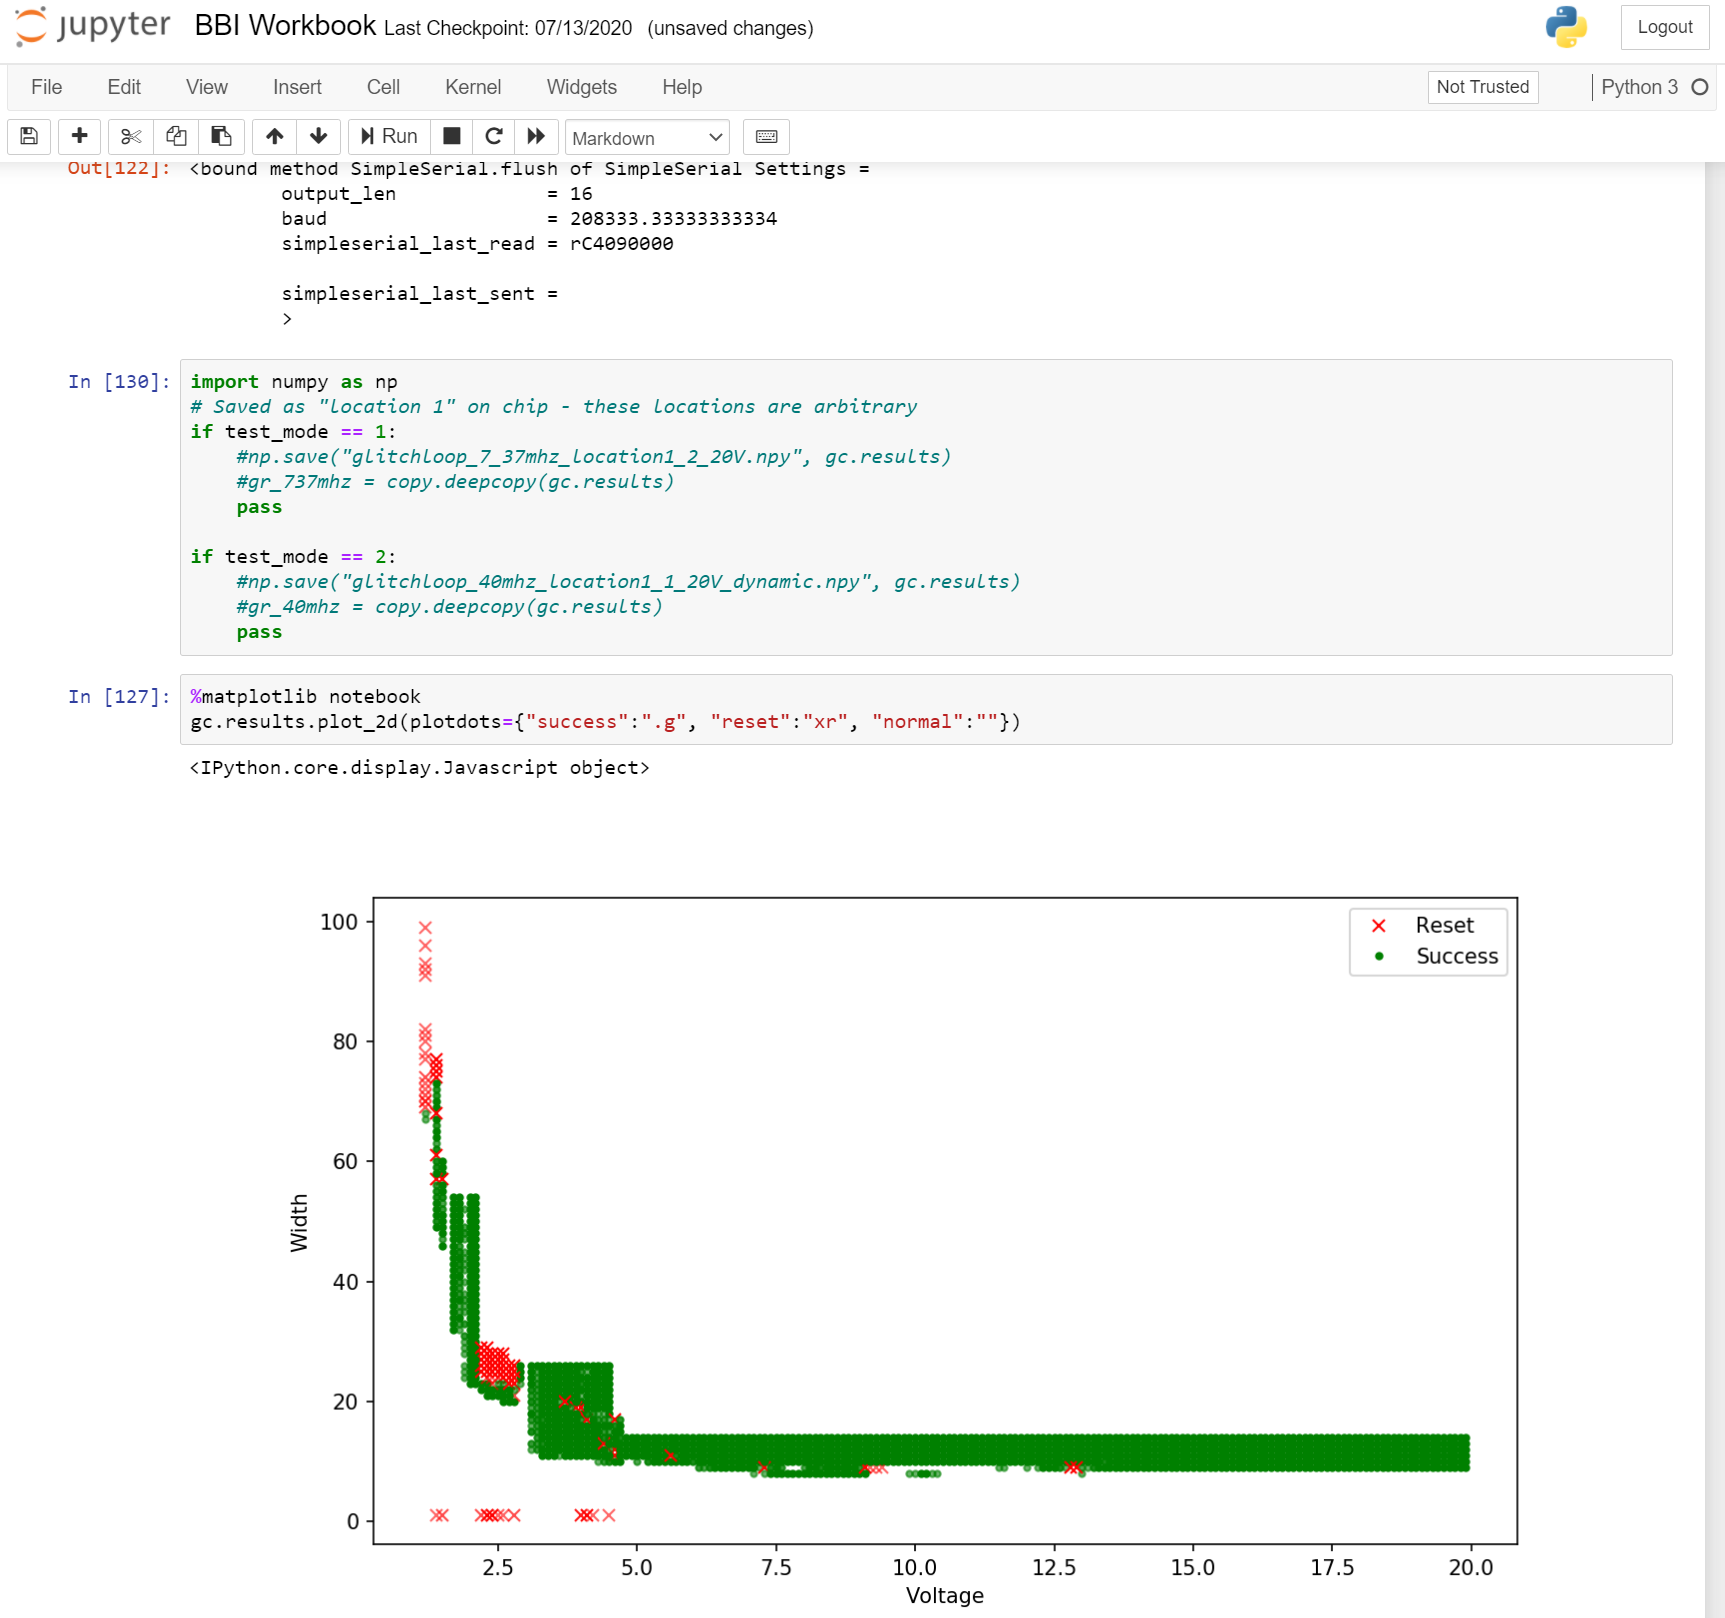 jupyter BBI Workbook Last Checkpoint: 07/13/2020 (unsaved changes) Logout
File Edit View Insert Cell Kernel Widgets Help Not Trusted Python 3
Run Markdown
Out[122]: <bound method SimpleSerial.flush of SimpleSerial Settings =
output_len = 16
baud = 208333.33333333334
simpleserial_last_read = rC4090000
simpleserial_last_sent =
>
In [130]: import numpy as np
# Saved as "location 1" on chip - these locations are arbitrary
if test_mode == 1:
#np.save("glitchloop_7_37mhz_location1_2_20V.npy", gc.results)
#gr_737mhz = copy.deepcopy(gc.results)
pass
if test_mode == 2:
#np.save("glitchloop_40mhz_location1_1_20V_dynamic.npy", gc.results)
#gr_40mhz = copy.deepcopy(gc.results)
pass
In [127]: %matplotlib notebook
gc.results.plot_2d(plotdots={"success":".g", "reset":"xr", "normal":""})
<IPython.core.display.Javascript object>
Reset
Success
100
80
60
40
20
0
Width
2.5 5.0 7.5 10.0 12.5 15.0 17.5 20.0
Voltage